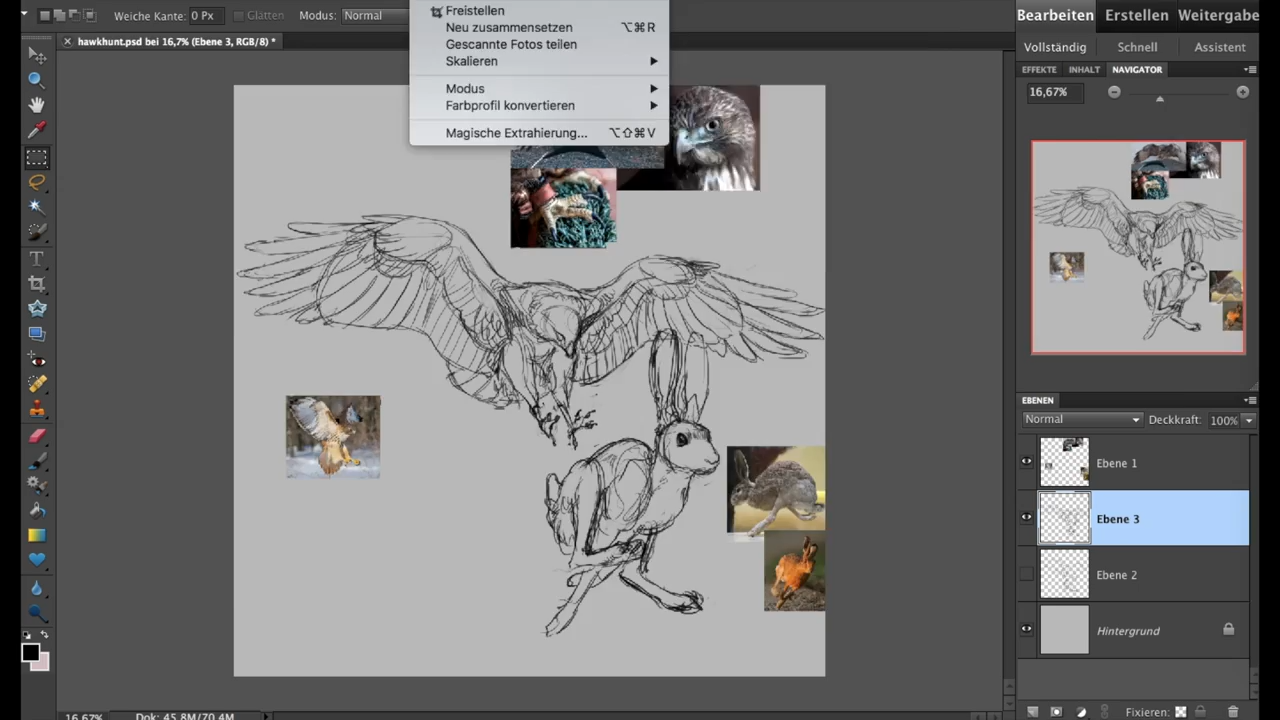 Weiche Kante: 0 Px
Glätten
Modus: Normal
Freistellen
Neu zusammensetzen ⌥⌘R
Gescannte Fotos teilen
Skalieren
Modus
Farbprofil konvertieren
Magische Extrahierung... ⌥⇧⌘V
Bearbeiten Erstellen Weitergabe
Vollständig Schnell Assistent
hawkhunt.psd bei 16,7% (Ebene 3, RGB/8) *
EFFEKTE INHALT NAVIGATOR
16,67%
EBENEN
Normal Deckkraft: 100%
Ebene 1
Ebene 3
Ebene 2
Hintergrund
Fixieren:
16,67% Dok: 45,8M/70,4M